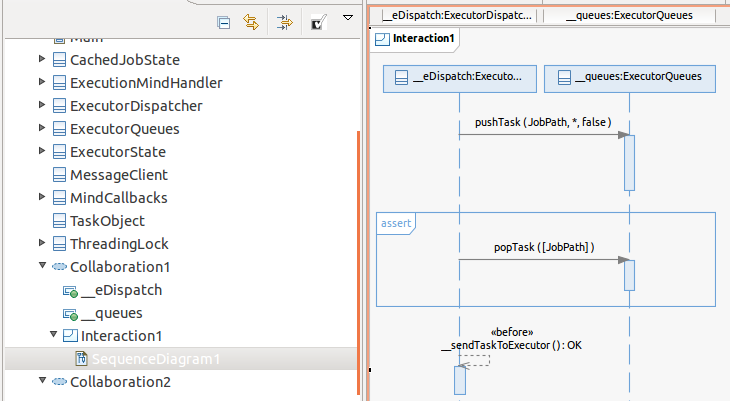 Main
CachedJobState
ExecutionMindHandler
ExecutorDispatcher
ExecutorQueues
ExecutorState
MessageClient
MindCallbacks
TaskObject
ThreadingLock
Collaboration1
__eDispatch
__queues
Interaction1
SequenceDiagram1
Collaboration2
__eDispatch:ExecutorDispatc...
__queues:ExecutorQueues
Interaction1
__eDispatch:Executo...
__queues:ExecutorQueues
pushTask (JobPath, *, false )
assert
popTask ([JobPath] )
«before»
__sendTaskToExecutor () : OK